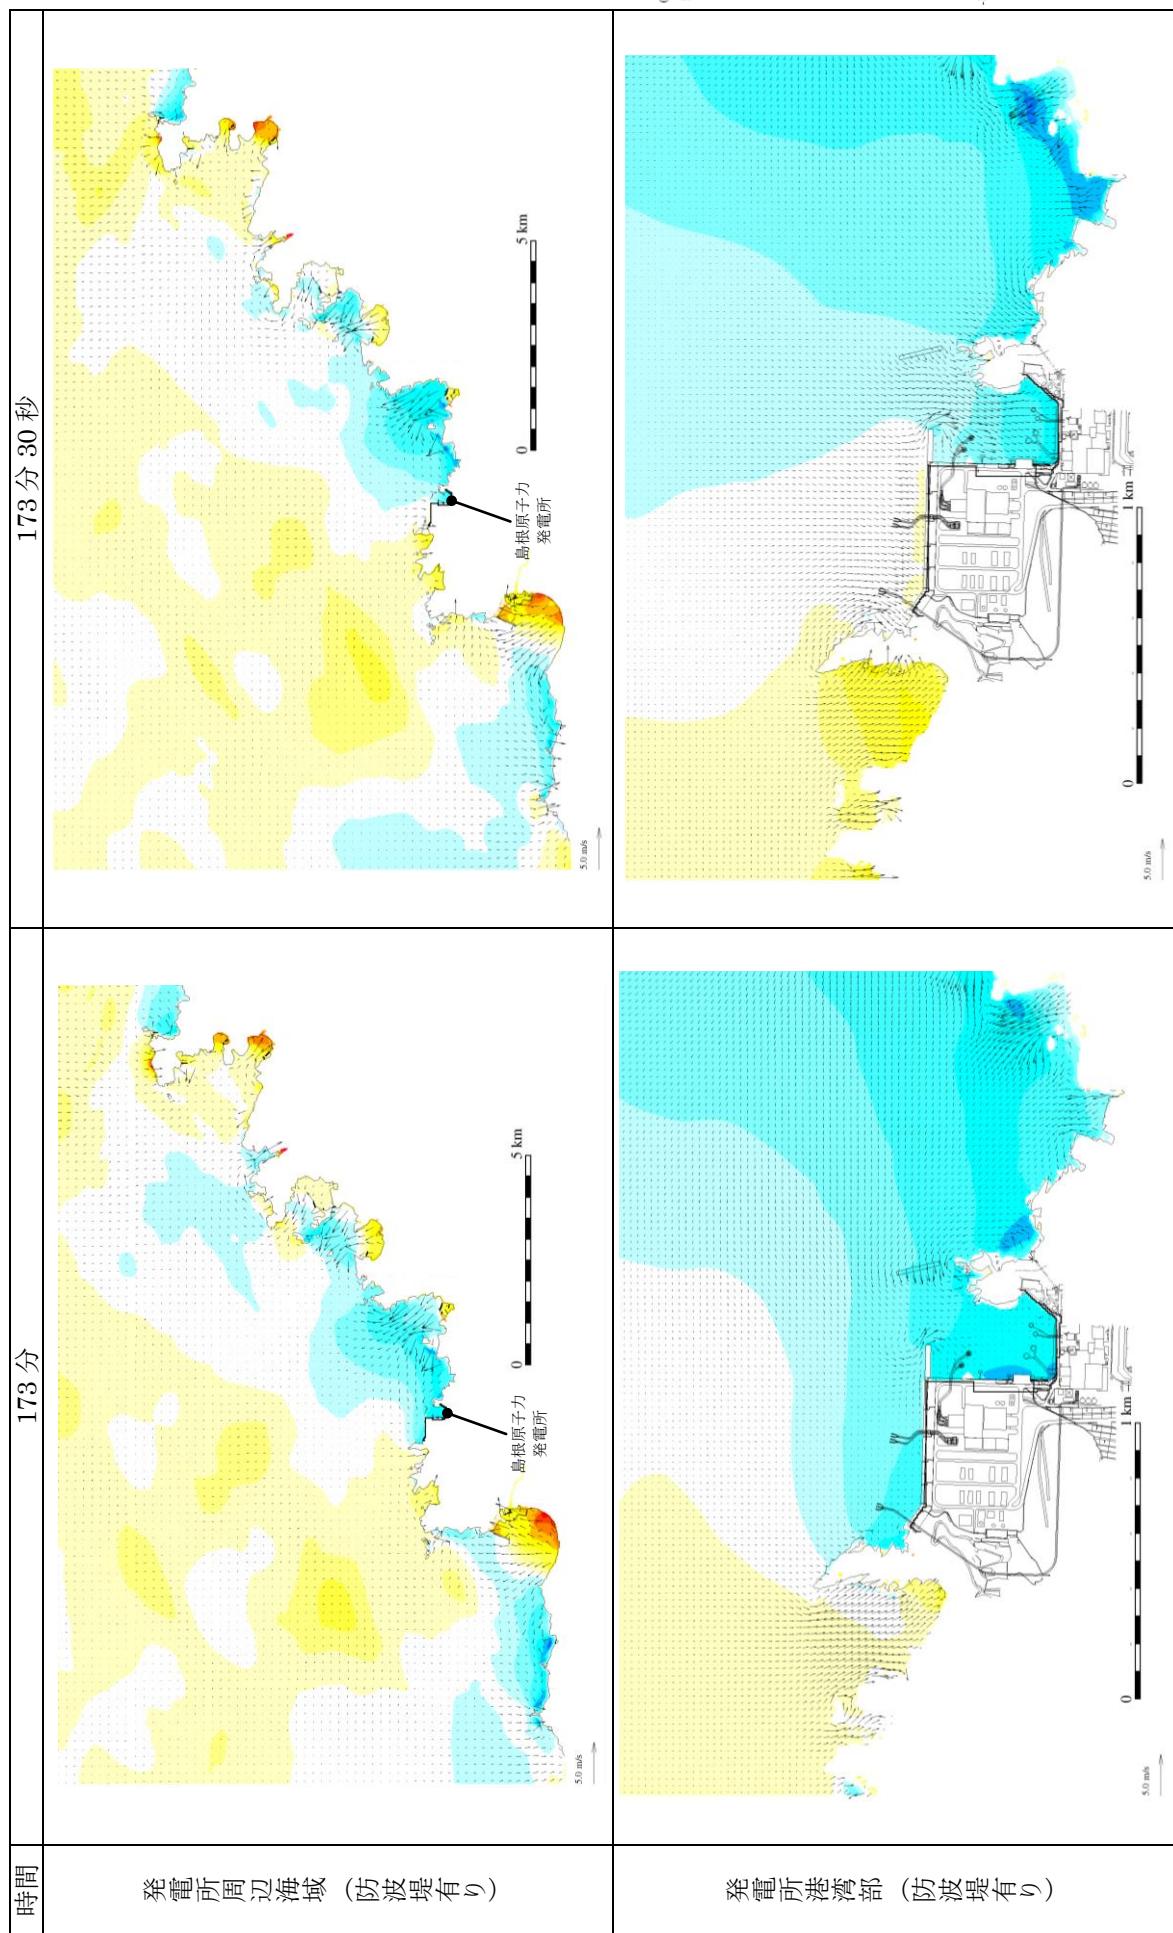 時間
173分
173分30秒
発電所周辺海域（防波堤有り）
5.0 m/s
島根原子力
発電所
0
5 km
5.0 m/s
島根原子力
発電所
0
5 km
発電所港湾部（防波堤有り）
5.0 m/s
0
1 km
5.0 m/s
0
1 km